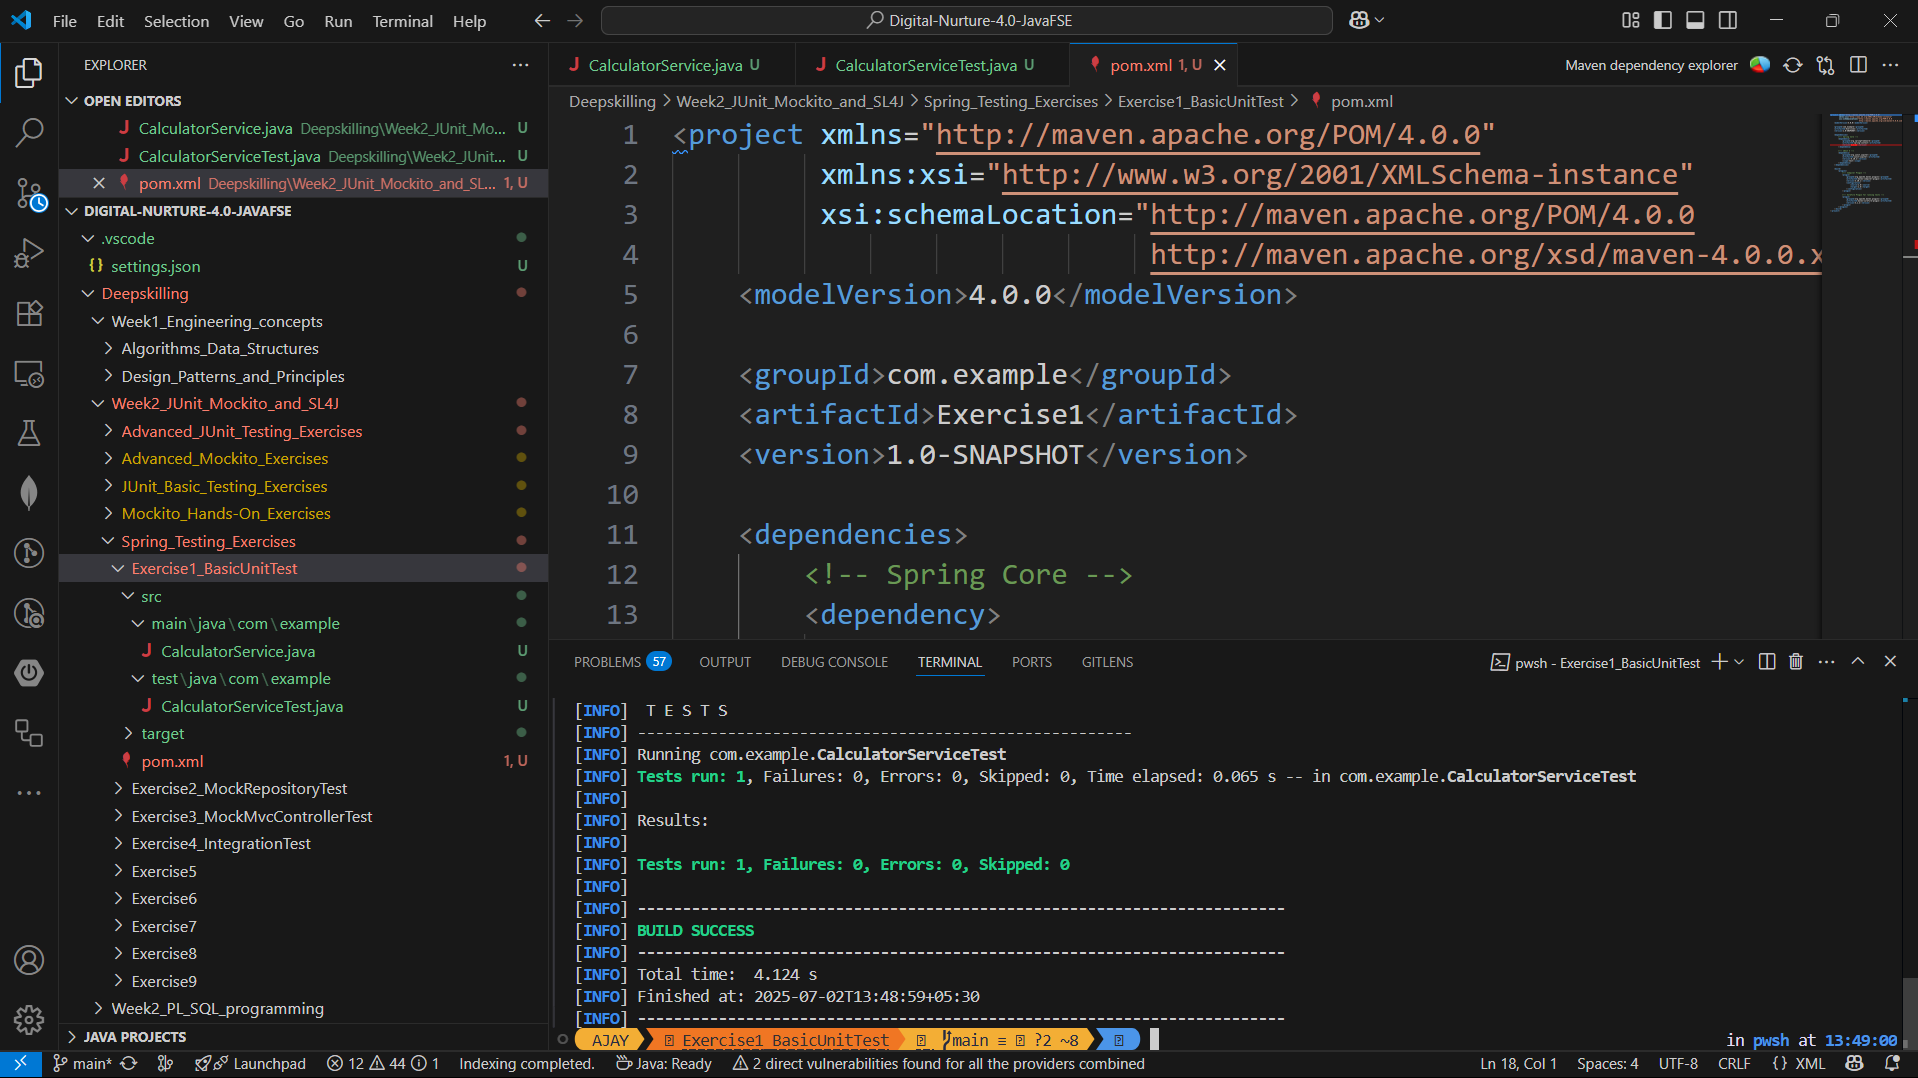 File Edit Selection View Go Run Terminal Help
Digital-Nurture-4.0-JavaFSE
EXPLORER
OPEN EDITORS
CalculatorService.java Deepskilling\Week2_JUnit_Mo... U
CalculatorServiceTest.java Deepskilling\Week2_JUnit... U
pom.xml Deepskilling\Week2_JUnit_Mockito_and_SL... 1, U
DIGITAL-NURTURE-4.0-JAVAFSE
.vscode
{} settings.json U
Deepskilling
Week1_Engineering_concepts
Algorithms_Data_Structures
Design_Patterns_and_Principles
Week2_JUnit_Mockito_and_SL4J
Advanced_JUnit_Testing_Exercises
Advanced_Mockito_Exercises
JUnit_Basic_Testing_Exercises
Mockito_Hands-On_Exercises
Spring_Testing_Exercises
Exercise1_BasicUnitTest
src
main\java\com\example
CalculatorService.java U
test\java\com\example
CalculatorServiceTest.java U
target
pom.xml 1, U
Exercise2_MockRepositoryTest
Exercise3_MockMvcControllerTest
Exercise4_IntegrationTest
Exercise5
Exercise6
Exercise7
Exercise8
Exercise9
Week2_PL_SQL_programming
JAVA PROJECTS
CalculatorService.java U CalculatorServiceTest.java U pom.xml 1, U
Maven dependency explorer
Deepskilling > Week2_JUnit_Mockito_and_SL4J > Spring_Testing_Exercises > Exercise1_BasicUnitTest > pom.xml
1 <project xmlns="http://maven.apache.org/POM/4.0.0"
2 xmlns:xsi="http://www.w3.org/2001/XMLSchema-instance"
3 xsi:schemaLocation="http://maven.apache.org/POM/4.0.0
4 http://maven.apache.org/xsd/maven-4.0.0.x
5 <modelVersion>4.0.0</modelVersion>
6
7 <groupId>com.example</groupId>
8 <artifactId>Exercise1</artifactId>
9 <version>1.0-SNAPSHOT</version>
10
11 <dependencies>
12 <!-- Spring Core -->
13 <dependency>
PROBLEMS 57 OUTPUT DEBUG CONSOLE TERMINAL PORTS GITLENS
pwsh - Exercise1_BasicUnitTest
[INFO] T E S T S
[INFO] -------------------------------------------------------
[INFO] Running com.example.CalculatorServiceTest
[INFO] Tests run: 1, Failures: 0, Errors: 0, Skipped: 0, Time elapsed: 0.065 s -- in com.example.CalculatorServiceTest
[INFO]
[INFO] Results:
[INFO]
[INFO] Tests run: 1, Failures: 0, Errors: 0, Skipped: 0
[INFO]
[INFO] ------------------------------------------------------------------------
[INFO] BUILD SUCCESS
[INFO] ------------------------------------------------------------------------
[INFO] Total time:  4.124 s
[INFO] Finished at: 2025-07-02T13:48:59+05:30
[INFO] ------------------------------------------------------------------------
AJAY Exercise1_BasicUnitTest main ≡ ?2 ~8 in pwsh at 13:49:00
main* Launchpad 12 44 1 Indexing completed. Java: Ready 2 direct vulnerabilities found for all the providers combined Ln 18, Col 1 Spaces: 4 UTF-8 CRLF {} XML